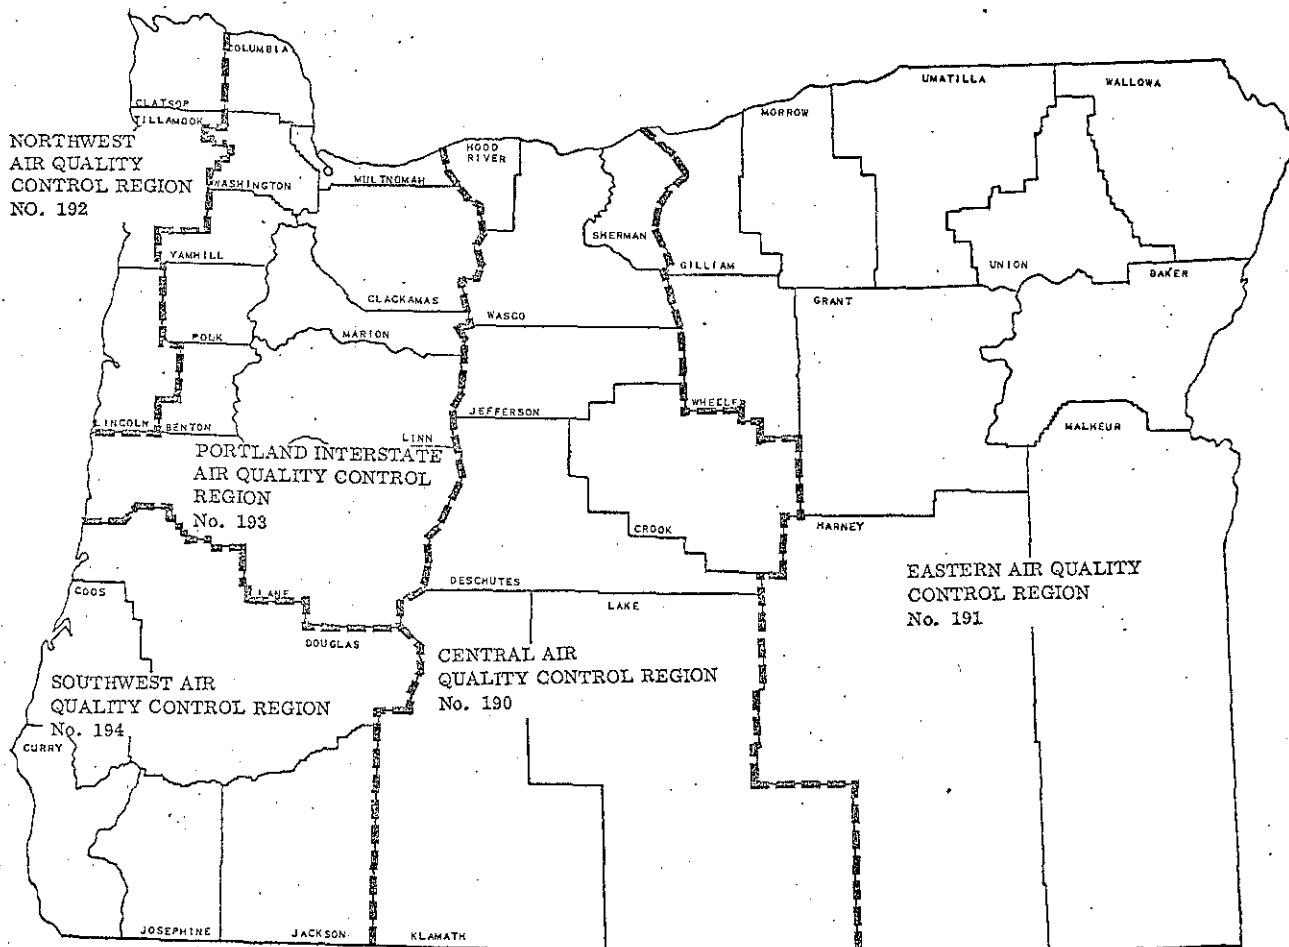 COLUMBIA
CLATSOP
TILLAMOOK
NORTHWEST
AIR QUALITY
CONTROL REGION
NO. 192
WASHINGTON
MULTNOMAH
HOOD
RIVER
MORROW
UMATILLA
WALLOWA
SHERMAN
GILLIAM
UNION
BAKER
YAMHILL
CLACKAMAS
WASCO
GRANT
POLK
MARION
JEFFERSON
WHEELE
MALHEUR
LINCOLN
BENTON
LINN
PORTLAND INTERSTATE
AIR QUALITY CONTROL
REGION
No. 193
CROOK
HARNEY
EASTERN AIR QUALITY
CONTROL REGION
No. 191
COOS
LANE
DESCHUTES
LAKE
DOUGLAS
CENTRAL AIR
QUALITY CONTROL REGION
No. 190
SOUTHWEST AIR
QUALITY CONTROL REGION
No. 194
CURRY
JOSEPHINE
JACKSON
KLAMATH